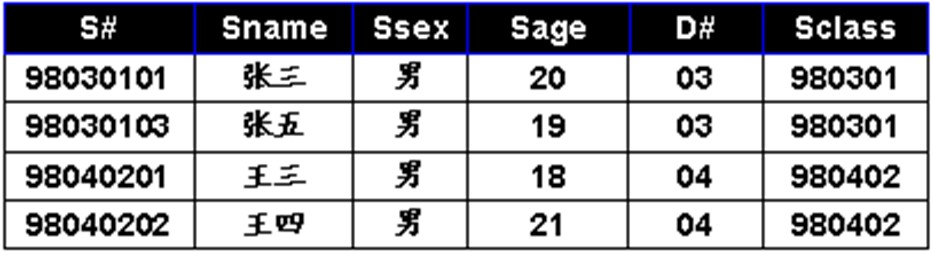 S# Sname Ssex Sage D# Sclass
98030101 张三 男 20 03 980301
98030103 张五 男 19 03 980301
98040201 王三 男 18 04 980402
98040202 王四 男 21 04 980402